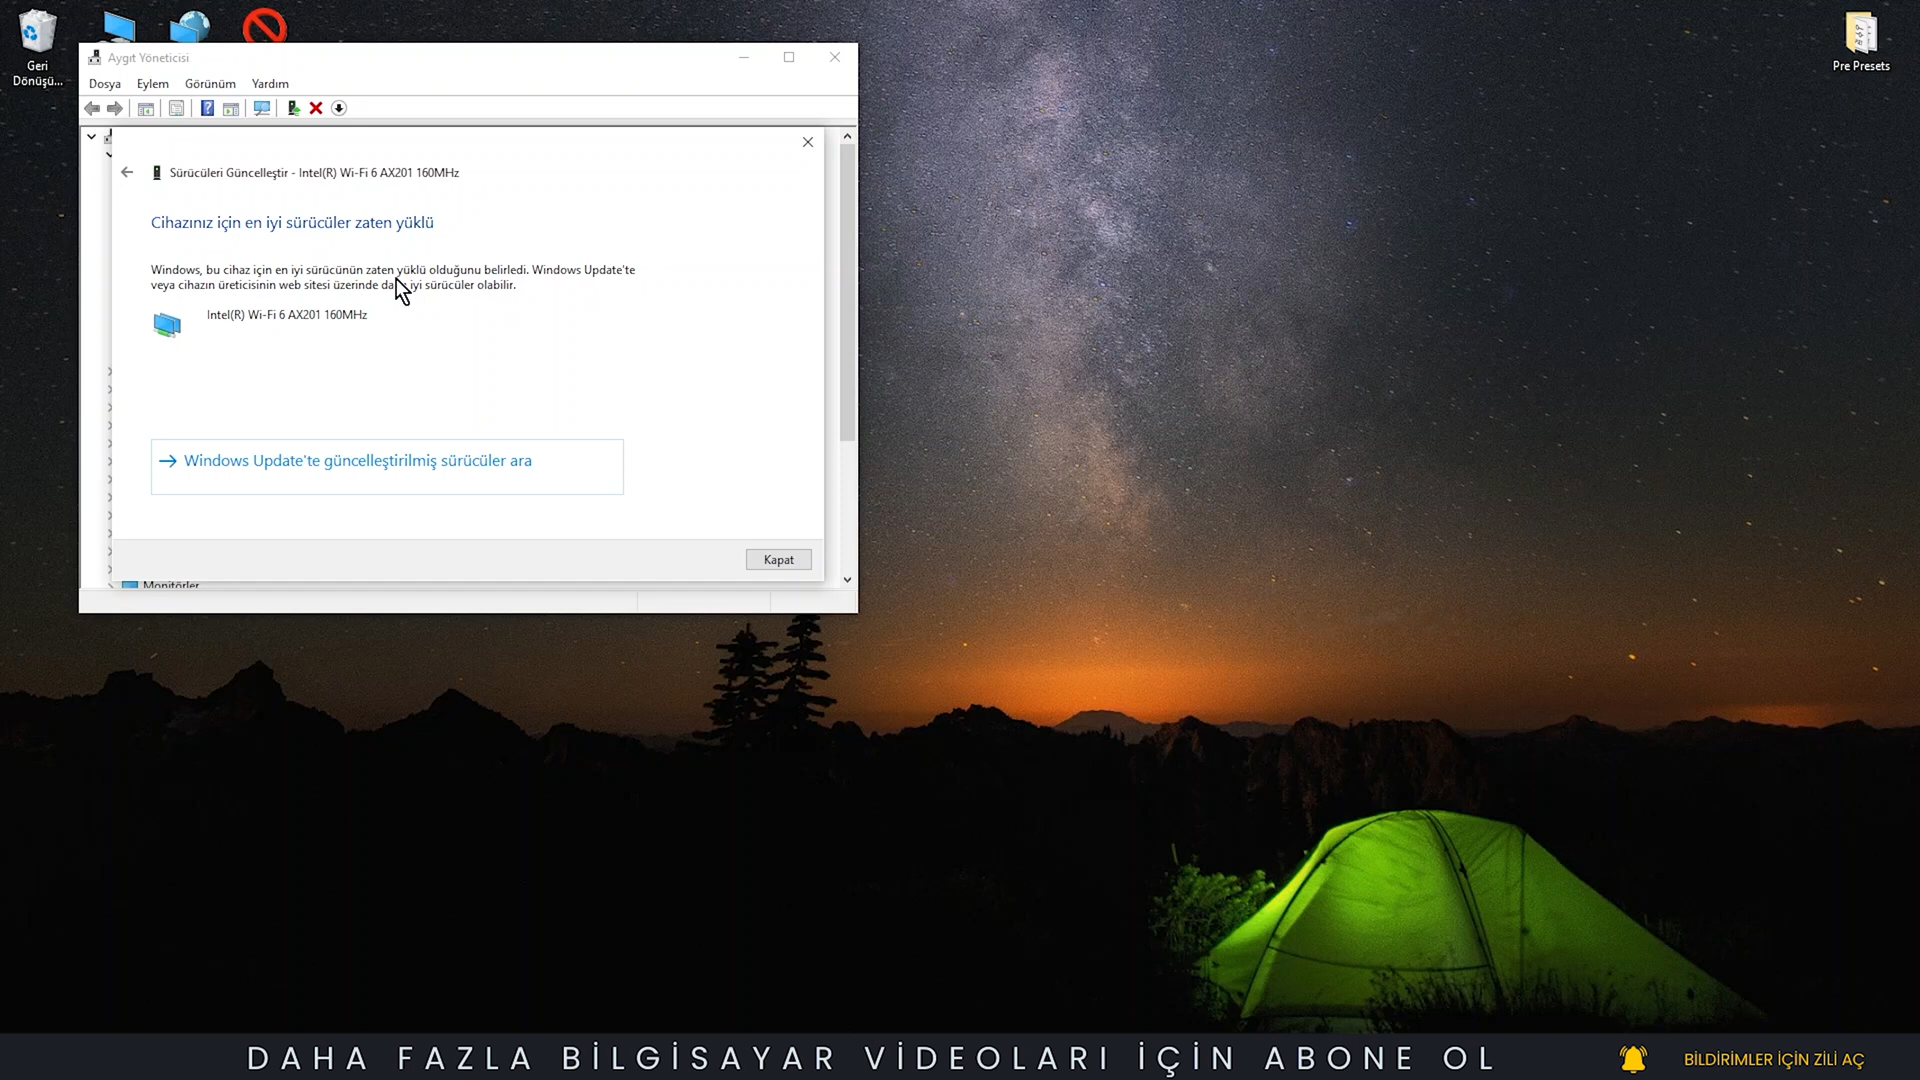 Geri
Dönüşü...
Pre Presets
Aygıt Yöneticisi
Dosya Eylem Görünüm Yardım
Sürücüleri Güncelleştir - Intel(R) Wi-Fi 6 AX201 160MHz
Cihazınız için en iyi sürücüler zaten yüklü
Windows, bu cihaz için en iyi sürücünün zaten yüklü olduğunu belirledi. Windows Update'te
veya cihazın üreticisinin web sitesi üzerinde iyi sürücüler olabilir.
Intel(R) Wi-Fi 6 AX201 160MHz
Windows Update'te güncelleştirilmiş sürücüler ara
Kapat
Monitörler
DAHA FAZLA BİLGİSAYAR VİDEOLARI İÇİN ABONE OL
BİLDİRİMLER İÇİN ZİLİ AÇ